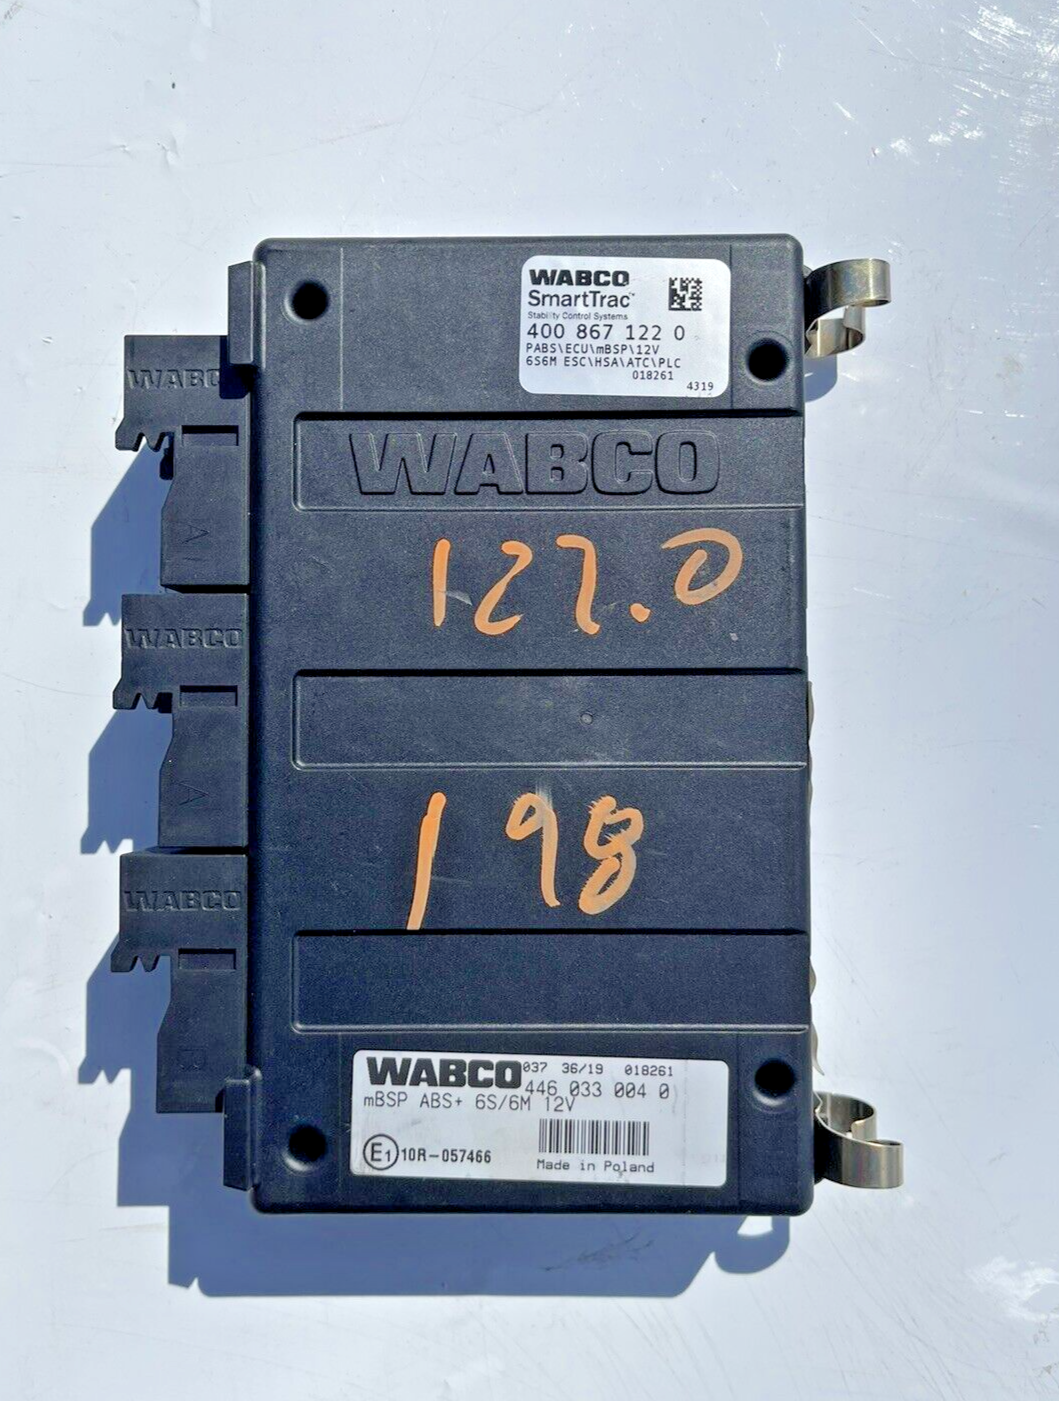 WABCO
SmartTrac™
Stability Control Systems
400 867 122 0
PABS\ECU\mBSP\12V
6S6M ESC\HSA\ATC\PLC
018261
4319
WABCO
WABCO
122.0
WABCO
198
WABCO
WABCO 037 36/19 018261
446 033 004 0
mBSP ABS+ 6S/6M 12V
E1 10R-057466
Made in Poland